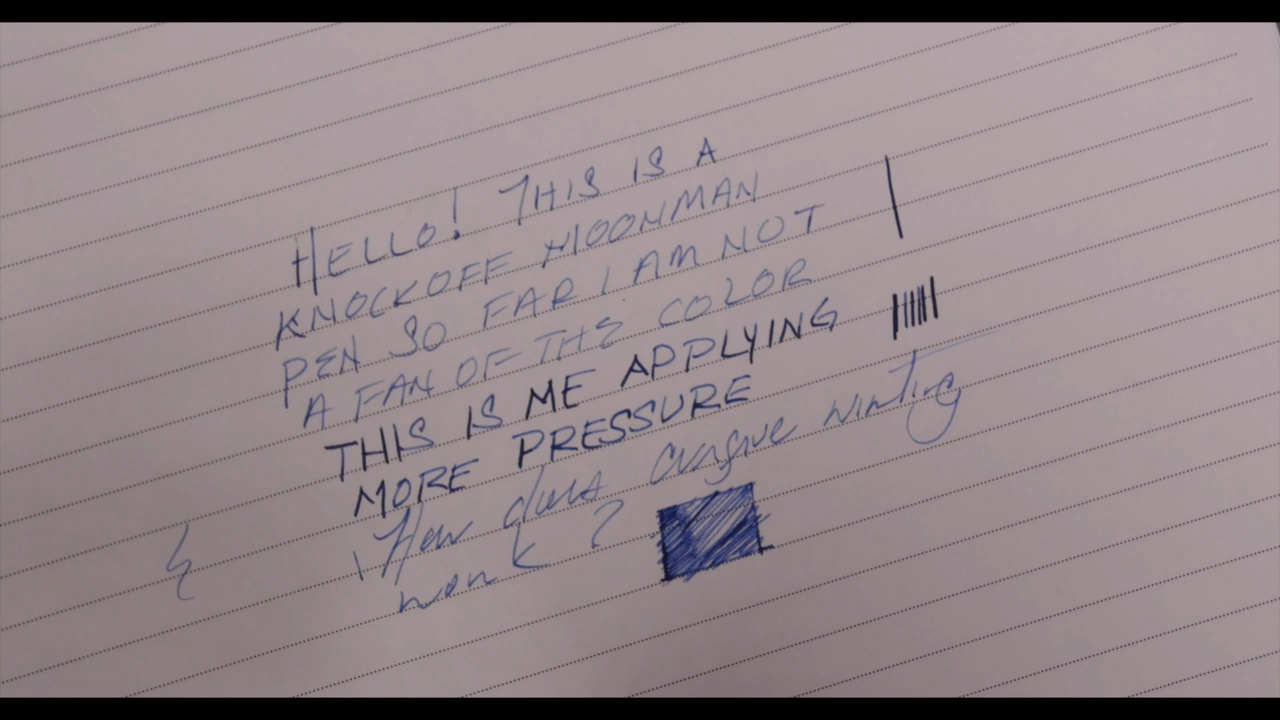 HELLO! THIS IS A
KNOCKOFF MOONMAN
PEN SO FAR I AM NOT
A FAN OF THE COLOR
THIS IS ME APPLYING
MORE PRESSURE
How does cursive writing
work?